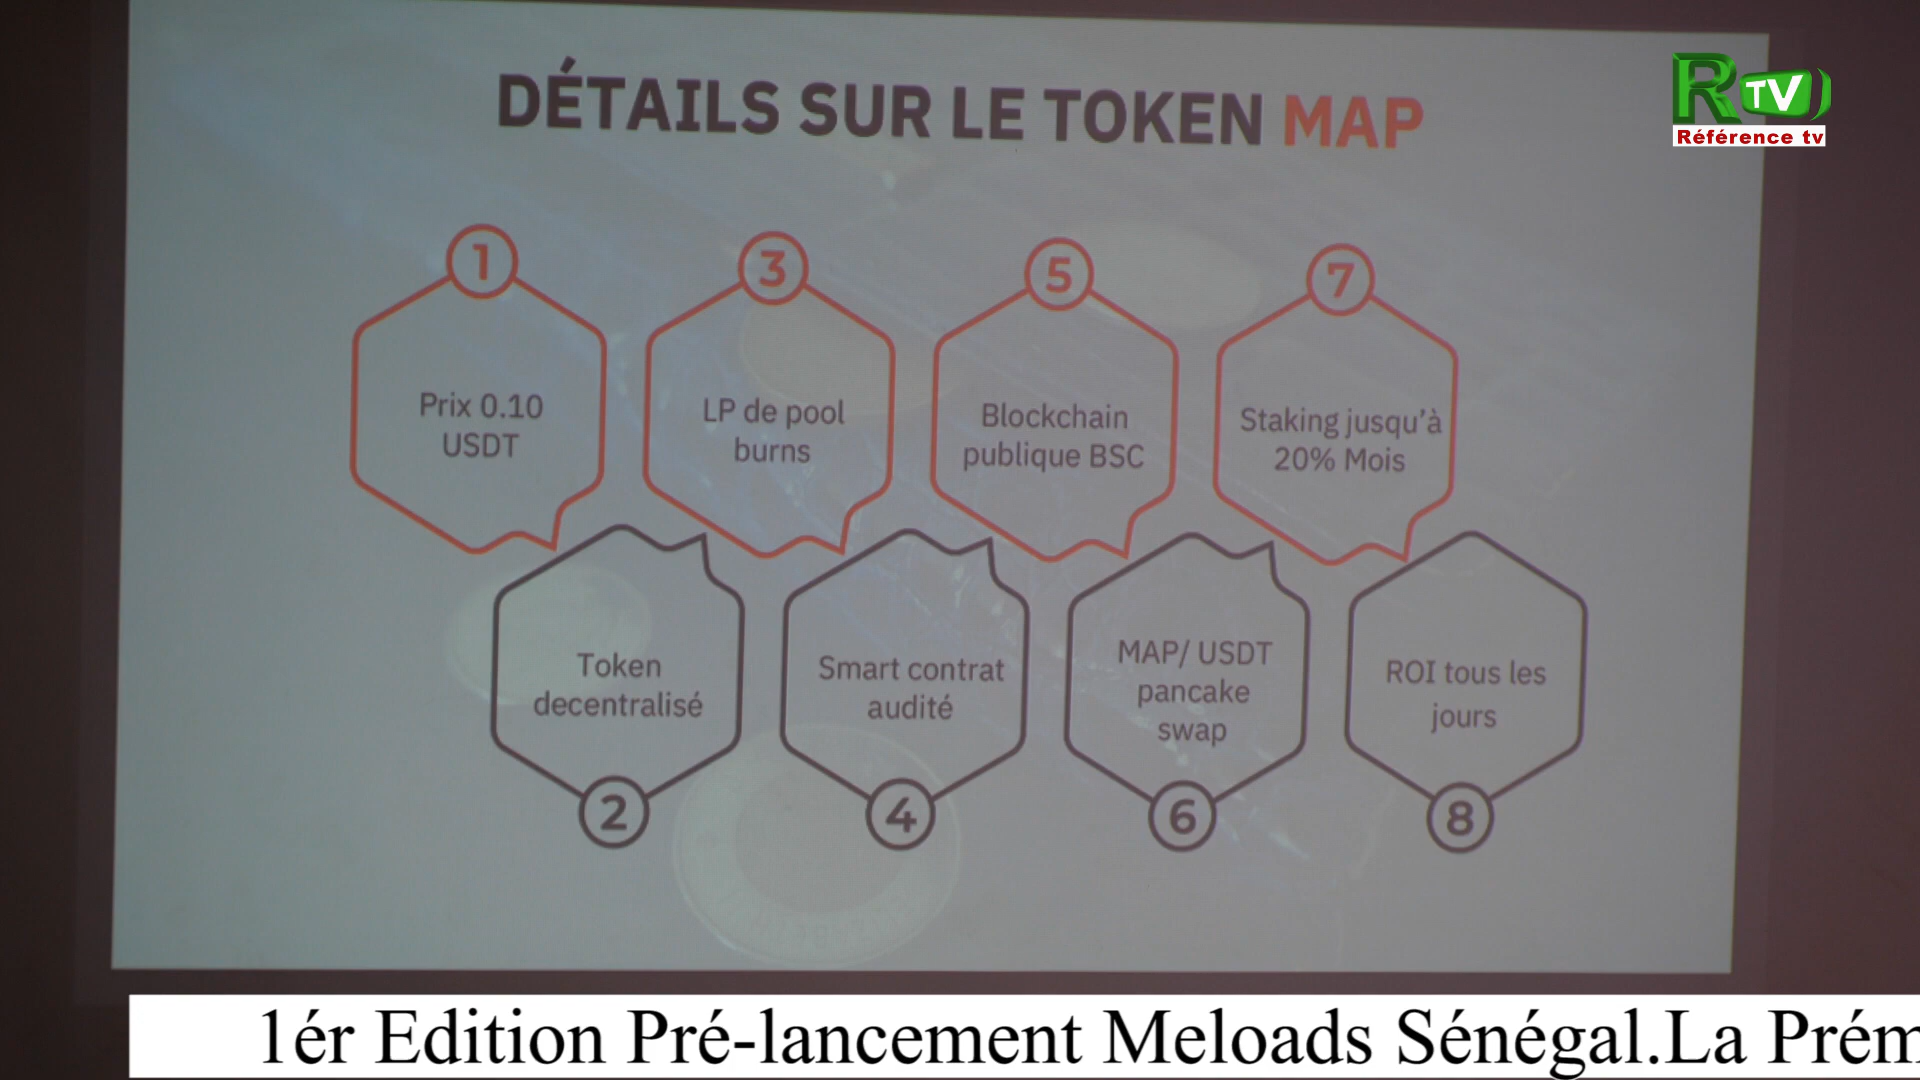 DÉTAILS SUR LE TOKEN MAP
R TV
Référence tv
1
Prix 0.10
USDT
2
Token
decentralisé
3
LP de pool
burns
4
Smart contrat
audité
5
Blockchain
publique BSC
6
MAP/ USDT
pancake
swap
7
Staking jusqu'à
20% Mois
8
ROI tous les
jours
1ér Edition Pré-lancement Meloads Sénégal.La Prém